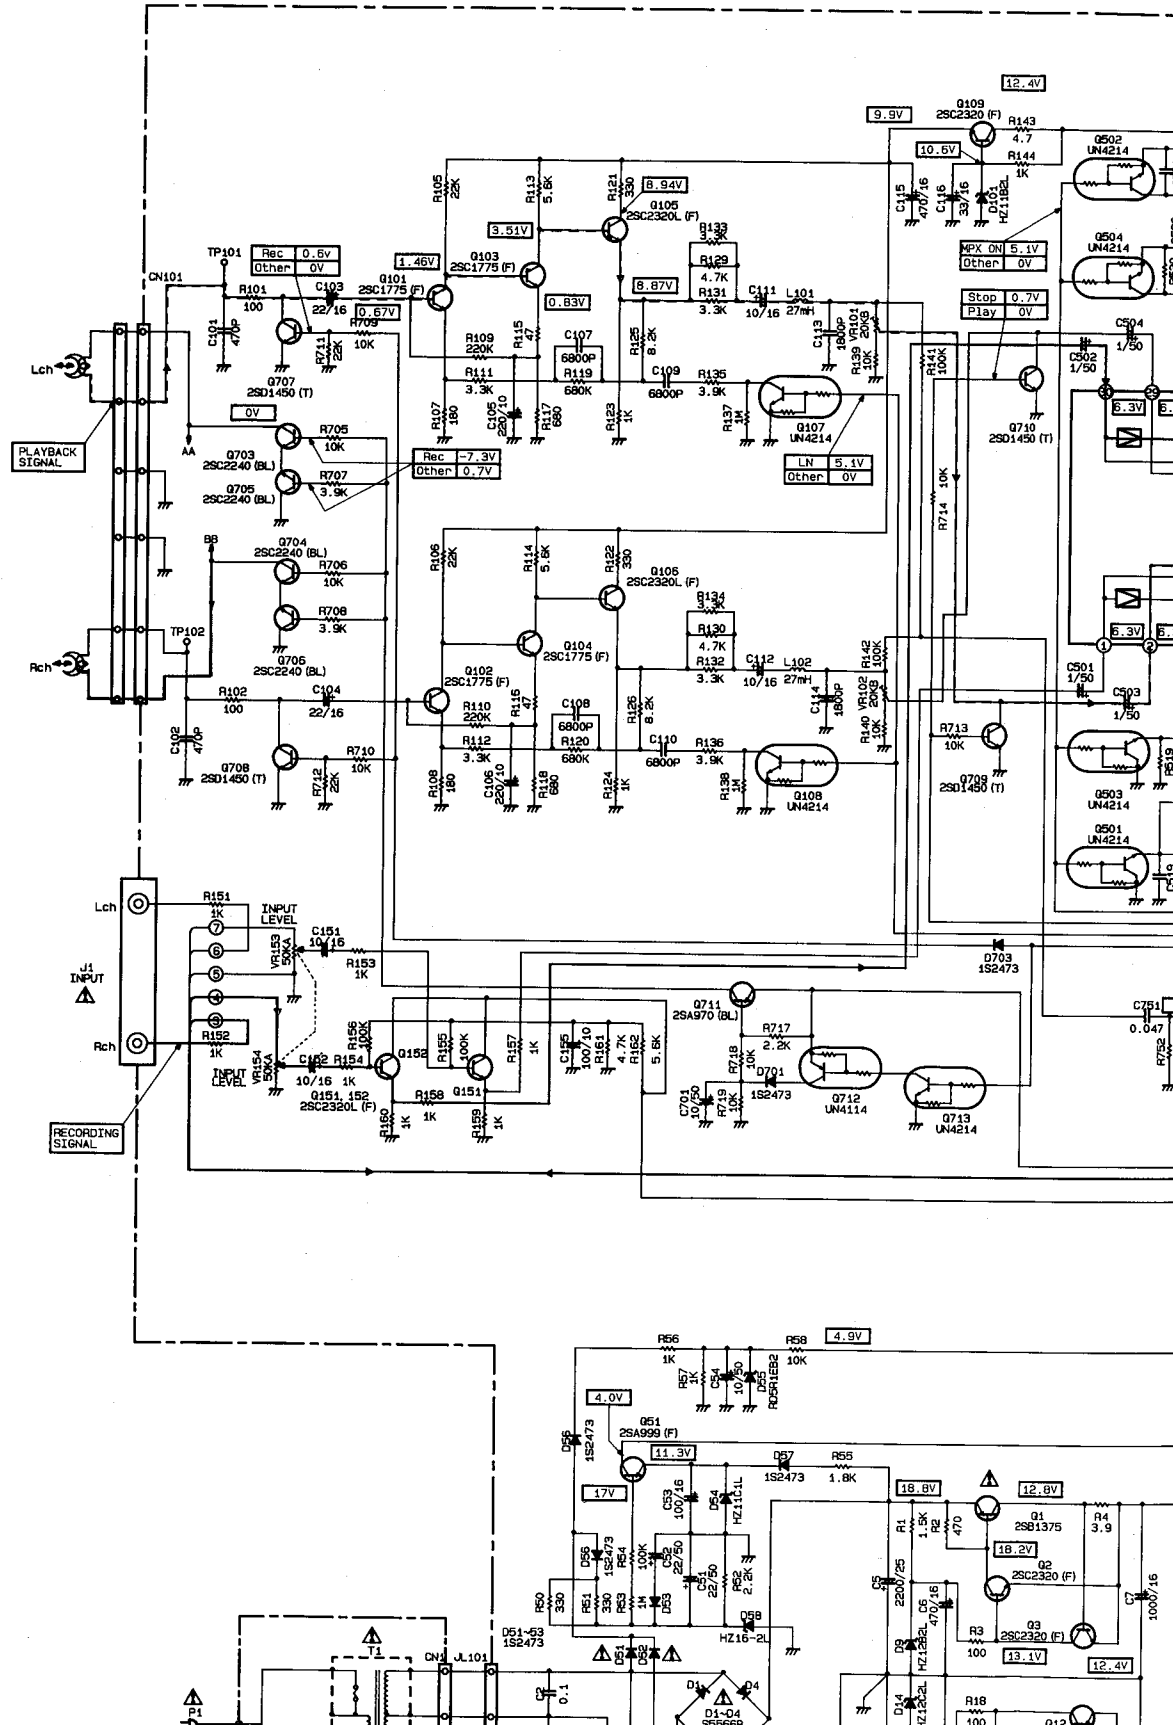 12.4V
Q109
2SC2320 (F)
9.9V
R143
4.7
10.6V
R144
1K
Q502
UN4214
C115
470/16
C116
33/16
D101
HZ11B2L
R105
22K
R113
5.6K
R121
330
8.94V
Q105
2SC2320L (F)
3.51V
TP101
Rec 0.6v
Other 0V
1.46V
Q103
2SC1775 (F)
R133
3.3K
R129
4.7K
R131
3.3K
MPX ON 5.1V
Other 0V
Q504
UN4214
CN101
R101
100
C103
22/16
Q101
2SC1775 (F)
0.67V
0.83V
8.87V
C111
10/16
L101
27mH
Stop 0.7V
Play 0V
C504
1/50
C101
470P
R711
22K
R709
10K
R109
220K
R115
47
C107
6800P
R125
8.2K
C113
1800P
VR101
20KB
R139
10K
R141
100K
C502
1/50
Lch
Q707
2SD1450 (T)
R111
3.3K
R119
680K
C109
6800P
R135
3.9K
0V
R107
180
C105
220/10
R117
680
R123
1K
R137
1M
Q107
UN4214
Q710
2SD1450 (T)
6.3V
PLAYBACK
SIGNAL
AA
Q703
2SC2240 (BL)
R705
10K
Rec -7.3V
Other 0.7V
LN 5.1V
Other 0V
Q705
2SC2240 (BL)
R707
3.9K
R714
10K
BB
Q704
2SC2240 (BL)
R706
10K
R106
22K
R114
5.6K
R122
330
Q106
2SC2320L (F)
R708
3.9K
R134
3.3K
TP102
Q706
2SC2240 (BL)
Q104
2SC1775 (F)
R130
4.7K
R132
3.3K
R142
100K
6.3V
1
2
Rch
R102
100
C104
22/16
Q102
2SC1775 (F)
C112
10/16
L102
27mH
C501
1/50
C503
1/50
R110
220K
R116
47
C108
6800P
R126
8.2K
C114
1800P
VR102
20KB
R140
10K
C102
470P
Q708
2SD1450 (T)
R712
22K
R710
10K
R112
3.3K
R120
680K
C110
6800P
R136
3.9K
R713
10K
Q709
2SD1450 (T)
R519
R108
180
C106
220/10
R118
680
R124
1K
R138
1M
Q108
UN4214
Q503
UN4214
Q501
UN4214
C519
Lch
R151
1K
INPUT
LEVEL
7
6
5
4
3
VR153
50KA
C151
10/16
R153
1K
J1
INPUT
D703
1S2473
Rch
R152
1K
INPUT
LEVEL
VR154
50KA
C152
10/16
R154
1K
R156
100K
R155
100K
Q152
Q151
Q151, 152
2SC2320L (F)
R158
1K
R160
1K
R159
1K
R157
1K
C155
100/10
R161
4.7K
R162
5.6K
Q711
2SA970 (BL)
R717
2.2K
R718
10K
D701
1S2473
C701
10/50
R719
10K
Q712
UN4114
Q713
UN4214
C751
0.047
R752
RECORDING
SIGNAL
R56
1K
R58
10K
4.9V
R57
1K
C54
10/50
D55
RD5R1EB2
4.0V
Q51
2SA999 (F)
D56
1S2473
11.3V
D57
1S2473
R55
1.8K
17V
C53
100/16
D54
HZ11C1L
18.8V
12.8V
R1
1.5K
R2
470
Q1
2SB1375
R4
3.9
D56
1S2473
R54
100K
C52
22/50
C51
22/50
R52
2.2K
18.2V
Q2
2SC2320 (F)
C5
2200/25
C6
470/16
C7
1000/16
R50
330
R51
330
R53
1M
D53
D58
HZ16-2L
D9
HZ12B2L
R3
100
Q3
2SC2320 (F)
D51~53
1S2473
D51
D52
13.1V
12.4V
T1
CN1
JL101
C2
0.1
D1
D4
D1~D4
S5566B
D14
HZ12C2L
R18
100
Q12
P1